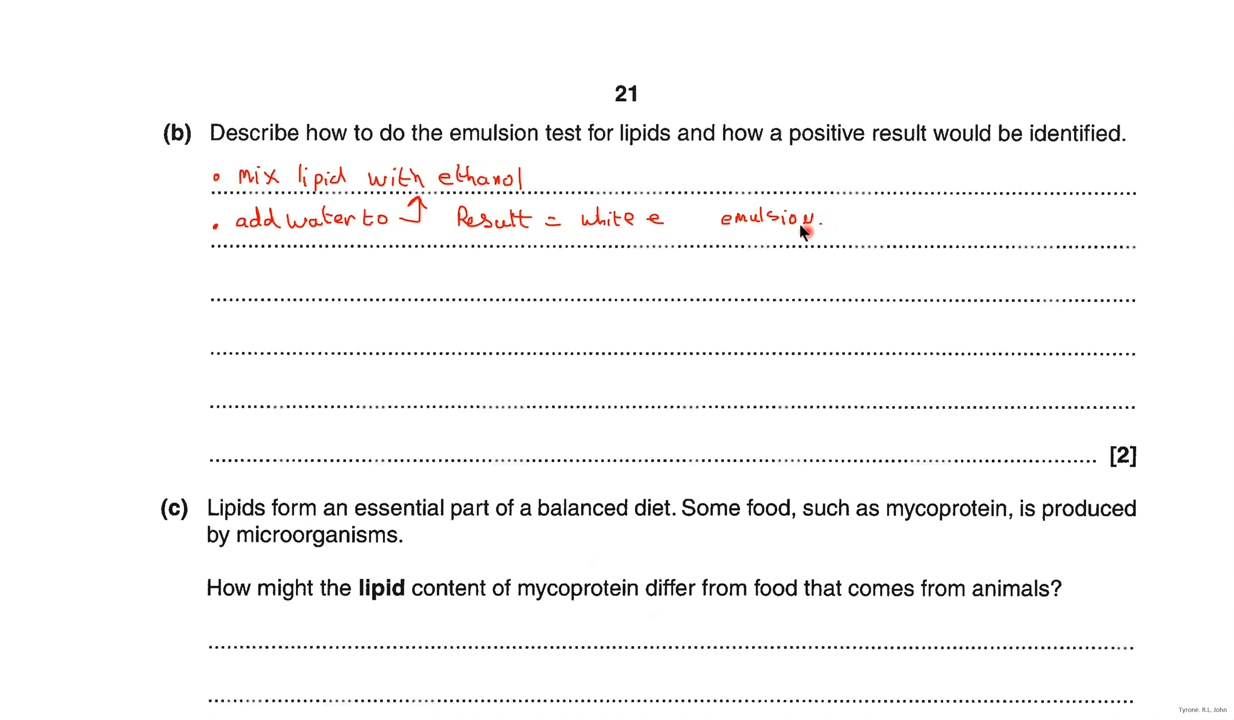 21
(b) Describe how to do the emulsion test for lipids and how a positive result would be identified.
• mix lipid with ethanol
• add water to Result = white e emulsion.
[2]
(c) Lipids form an essential part of a balanced diet. Some food, such as mycoprotein, is produced
by microorganisms.
How might the lipid content of mycoprotein differ from food that comes from animals?
Tyrone. R.L. John